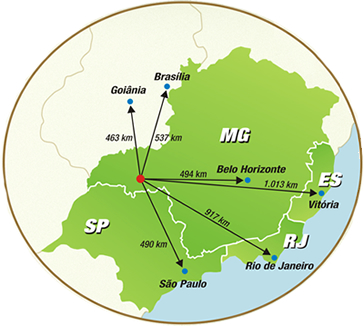 Brasília
Goiânia
463 km
537 km
MG
494 km
Belo Horizonte
1.013 km
ES
Vitória
917 km
SP
490 km
RJ
Rio de Janeiro
São Paulo